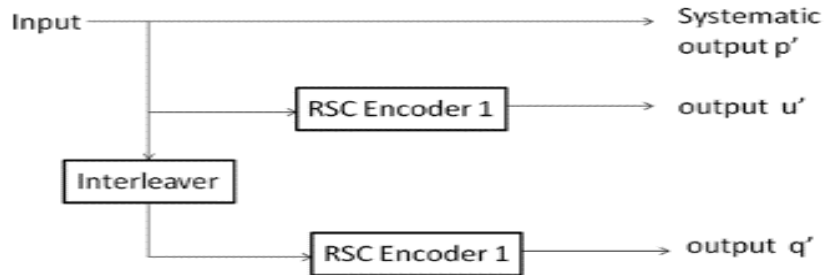 Input
Systematic
output p'
RSC Encoder 1
output u'
Interleaver
RSC Encoder 1
output q'